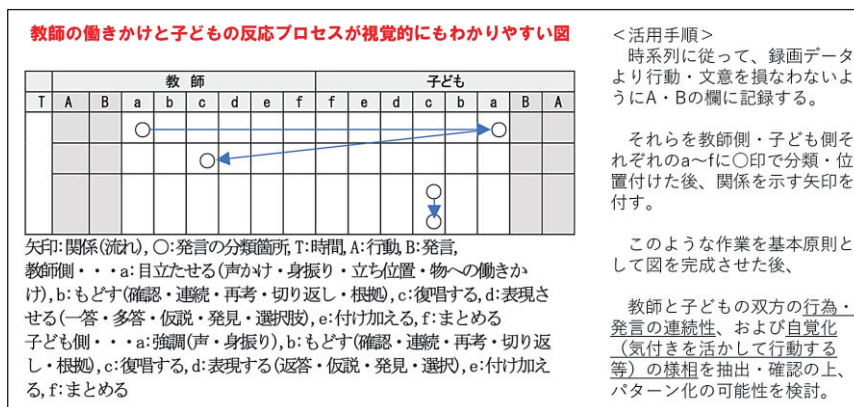 教師の働きかけと子どもの反応プロセスが視覚的にもわかりやすい図
教 師 子ども
T A B a b c d e f f e d c b a B A
矢印:関係(流れ), ○:発言の分類箇所, T:時間, A:行動, B:発言,
教師側・・・a:目立たせる(声かけ・身振り・立ち位置・物への働きか
け), b:もどす(確認・連続・再考・切り返し・根拠), c:復唱する, d:表現さ
せる(一答・多答・仮説・発見・選択肢), e:付け加える, f:まとめる
子ども側・・・a:強調(声・身振り), b:もどす(確認・連続・再考・切り返
し・根拠), c:復唱する, d:表現する(返答・仮説・発見・選択), e:付け加え
る, f:まとめる
<活用手順>
時系列に従って、録画データ
より行動・文意を損なわないよ
うにA・Bの欄に記録する。
それらを教師側・子ども側そ
れぞれのa~fに○印で分類・位
置付けた後、関係を示す矢印を
付す。
このような作業を基本原則と
して図を完成させた後、
教師と子どもの双方の行為・
発言の連続性、および自覚化
(気付きを活かして行動する
等)の様相を抽出・確認の上、
パターン化の可能性を検討。